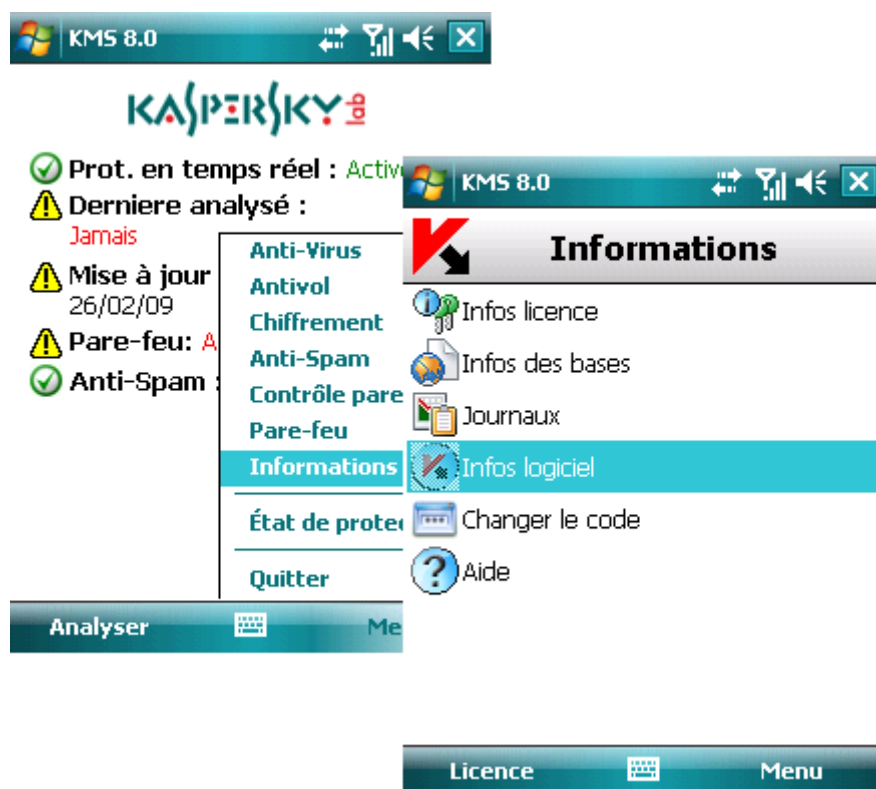 KMS 8.0
KASPERSKY lab
Prot. en temps réel : Activ
Derniere analysé :
Jamais
Mise à jour
26/02/09
Pare-feu: A
Anti-Spam :
Anti-Virus
Antivol
Chiffrement
Anti-Spam
Contrôle pare
Pare-feu
Informations
État de prote
Quitter
Analyser
Me
KMS 8.0
Informations
Infos licence
Infos des bases
Journaux
Infos logiciel
Changer le code
Aide
Licence
Menu